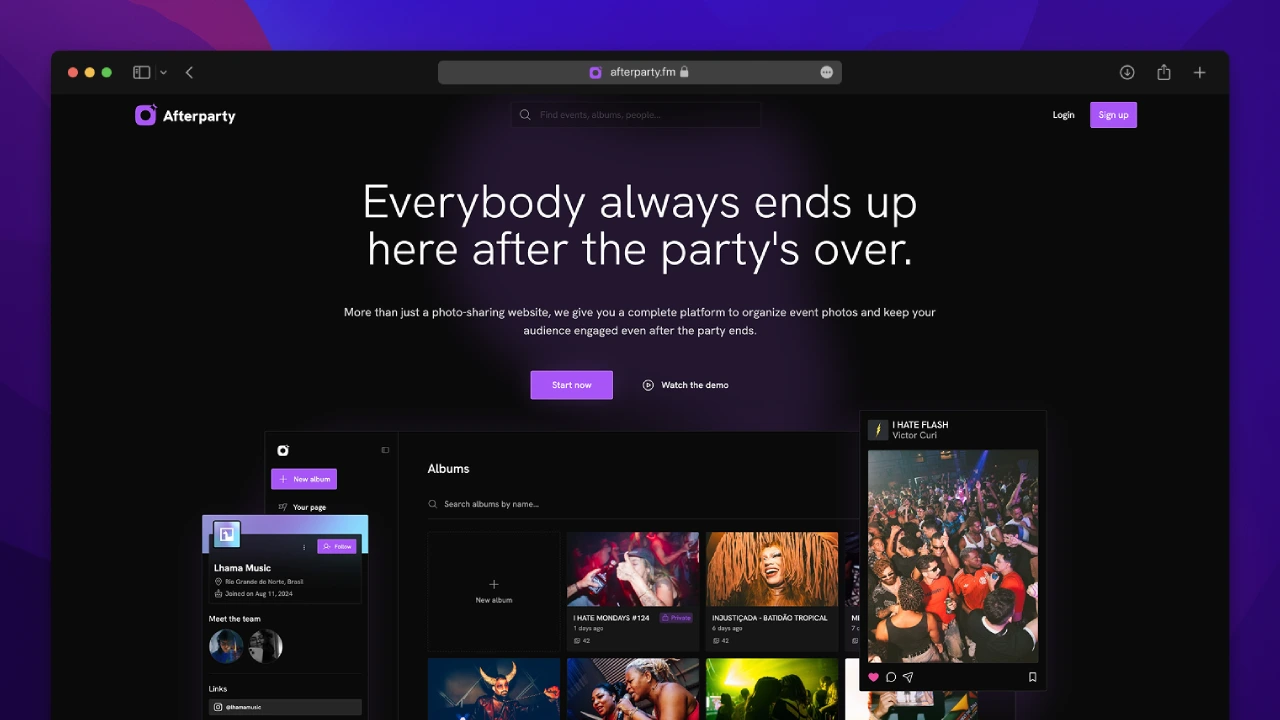 afterparty.fm
Afterparty
Find events, albums, people...
Login
Sign up
Everybody always ends up
here after the party's over.
More than just a photo-sharing website, we give you a complete platform to organize event photos and keep your
audience engaged even after the party ends.
Start now
Watch the demo
I HATE FLASH
Victor Curi
New album
Your page
Albums
Search albums by name...
Follow
Lhama Music
Rio Grande do Norte, Brasil
Joined on Aug 11, 2024
Meet the team
Links
@lhamamusic
New album
I HATE MONDAYS #124
Private
1 days ago
42
INJUSTIÇADA - BATIDÃO TROPICAL
6 days ago
42